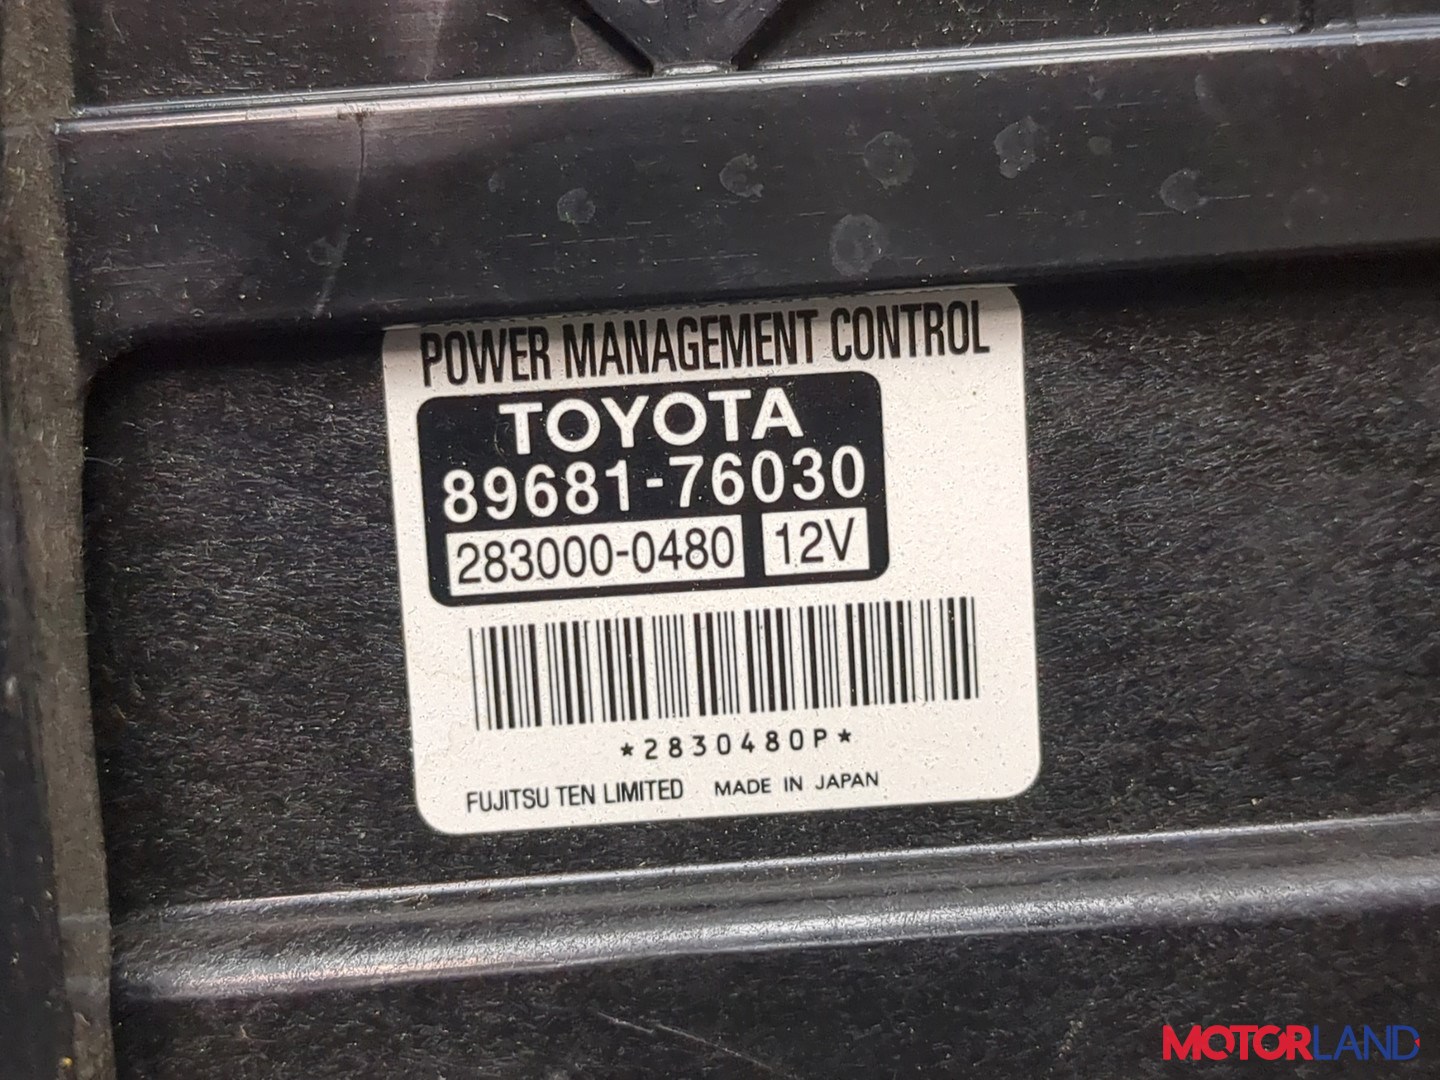 POWER MANAGEMENT CONTROL
TOYOTA
89681-76030
283000-0480 12V
*2830480P*
FUJITSU TEN LIMITED MADE IN JAPAN
MOTORLAND